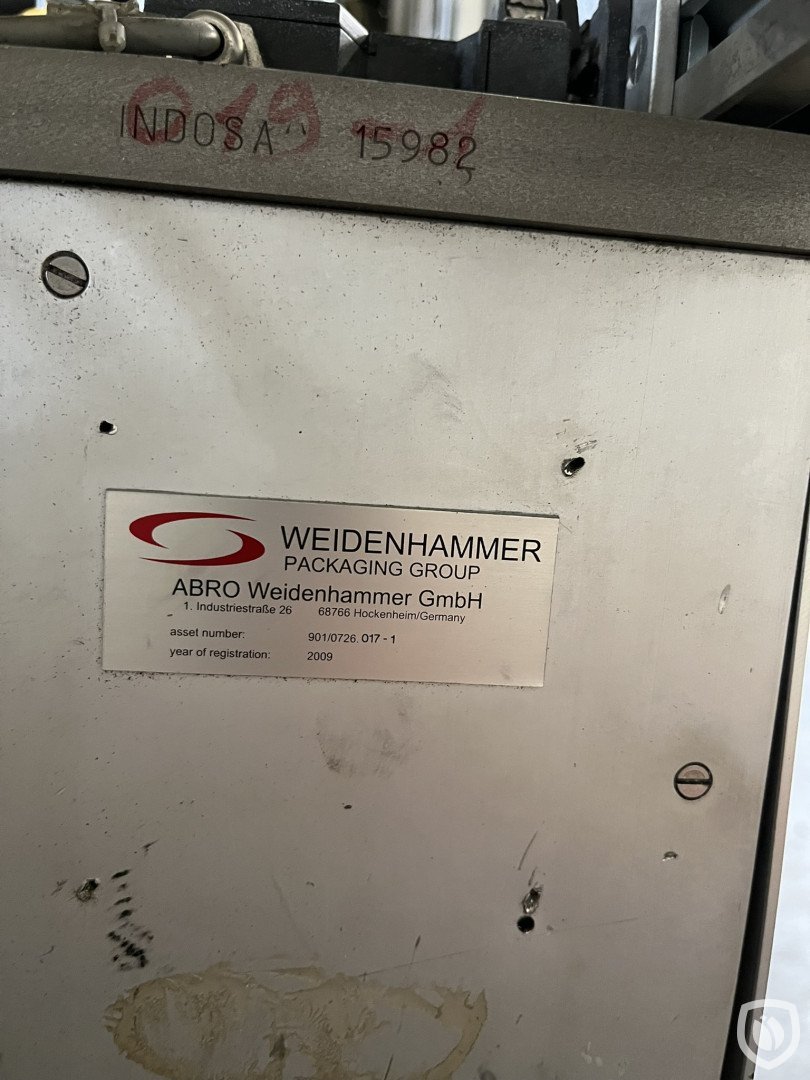 INDOSA 15982
019 - 1
WEIDENHAMMER
PACKAGING GROUP
ABRO Weidenhammer GmbH
1. Industriestraße 26 68766 Hockenheim/Germany
asset number: 901/0726. 017 - 1
year of registration: 2009